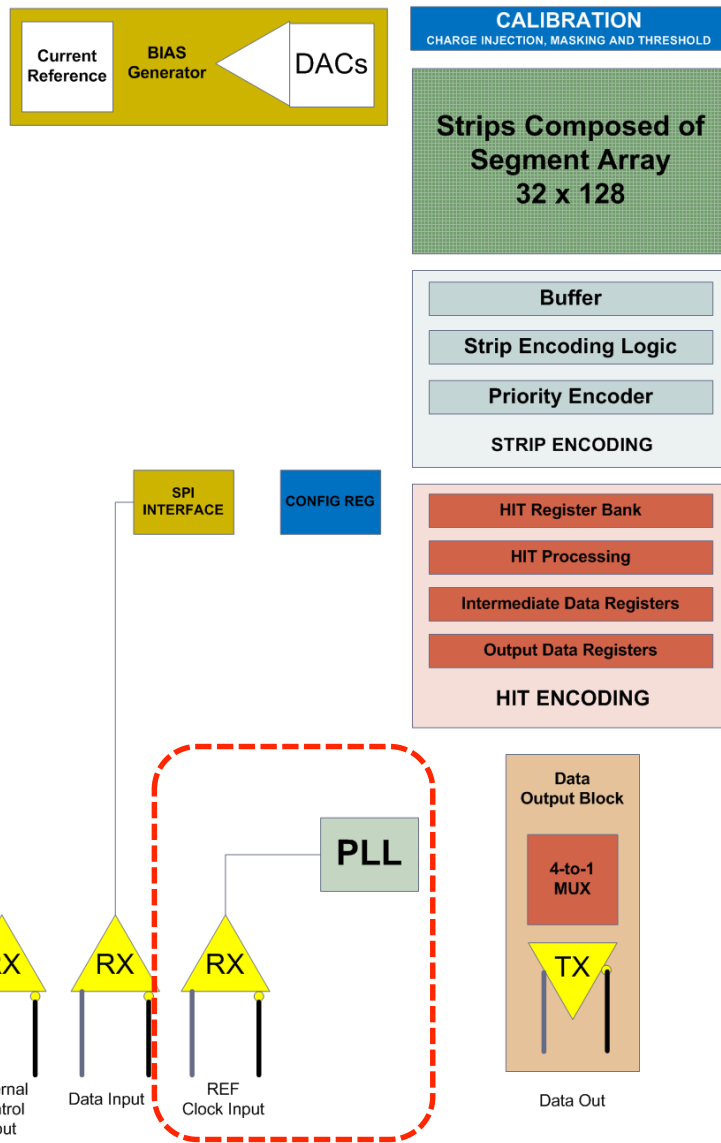 Current
Reference
BIAS
Generator
DACs
CALIBRATION
CHARGE INJECTION, MASKING AND THRESHOLD
Strips Composed of
Segment Array
32 x 128
Buffer
Strip Encoding Logic
Priority Encoder
STRIP ENCODING
SPI
INTERFACE
CONFIG REG
HIT Register Bank
HIT Processing
Intermediate Data Registers
Output Data Registers
HIT ENCODING
Data
Output Block
PLL
4-to-1
MUX
RX
RX
TX
Data Input
REF
Clock Input
Data Out